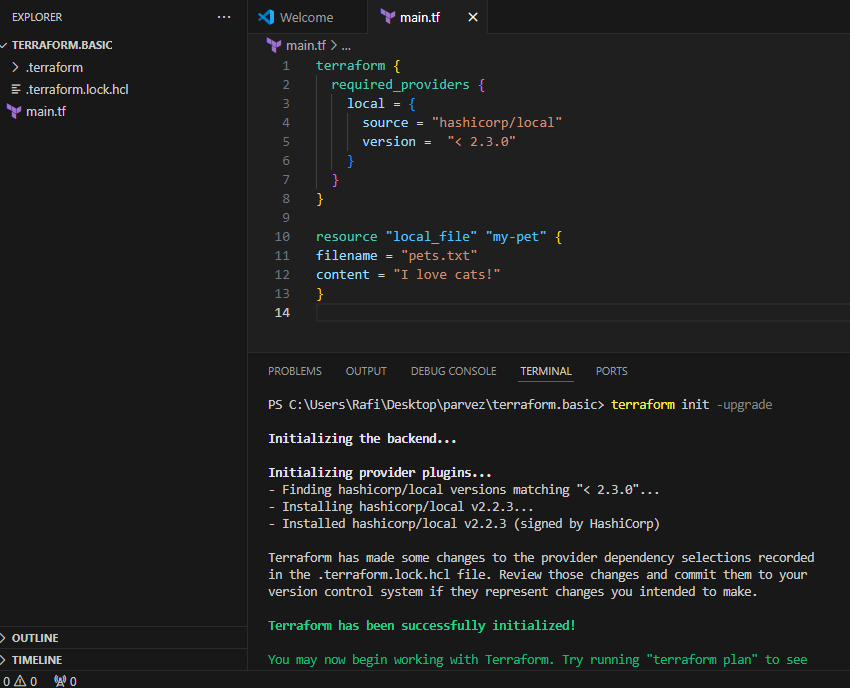 EXPLORER ...
TERRAFORM.BASIC
.terraform
.terraform.lock.hcl
main.tf
OUTLINE
TIMELINE
Welcome main.tf
main.tf > ...
1 terraform {
2 required_providers {
3 local = {
4 source = "hashicorp/local"
5 version =  "< 2.3.0"
6 }
7 }
8 }
9
10 resource "local_file" "my-pet" {
11 filename = "pets.txt"
12 content = "I love cats!"
13 }
14
PROBLEMS OUTPUT DEBUG CONSOLE TERMINAL PORTS
PS C:\Users\Rafi\Desktop\parvez\terraform.basic> terraform init -upgrade
Initializing the backend...
Initializing provider plugins...
- Finding hashicorp/local versions matching "< 2.3.0"...
- Installing hashicorp/local v2.2.3...
- Installed hashicorp/local v2.2.3 (signed by HashiCorp)
Terraform has made some changes to the provider dependency selections recorded
in the .terraform.lock.hcl file. Review those changes and commit them to your
version control system if they represent changes you intended to make.
Terraform has been successfully initialized!
You may now begin working with Terraform. Try running "terraform plan" to see
0 0 0